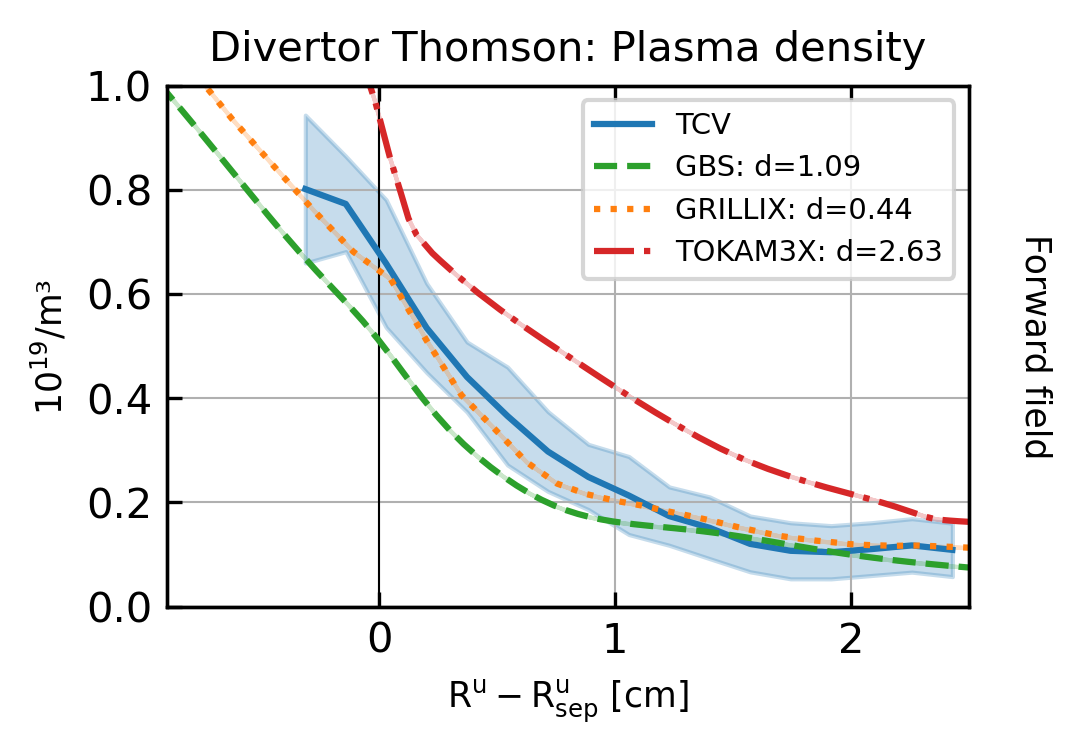 Divertor Thomson: Plasma density
10¹⁹/m³
1.0
0.8
0.6
0.4
0.2
0.0
TCV
GBS: d=1.09
GRILLIX: d=0.44
TOKAM3X: d=2.63
Forward field
0 1 2
Rᵘ − Rᵘsep [cm]